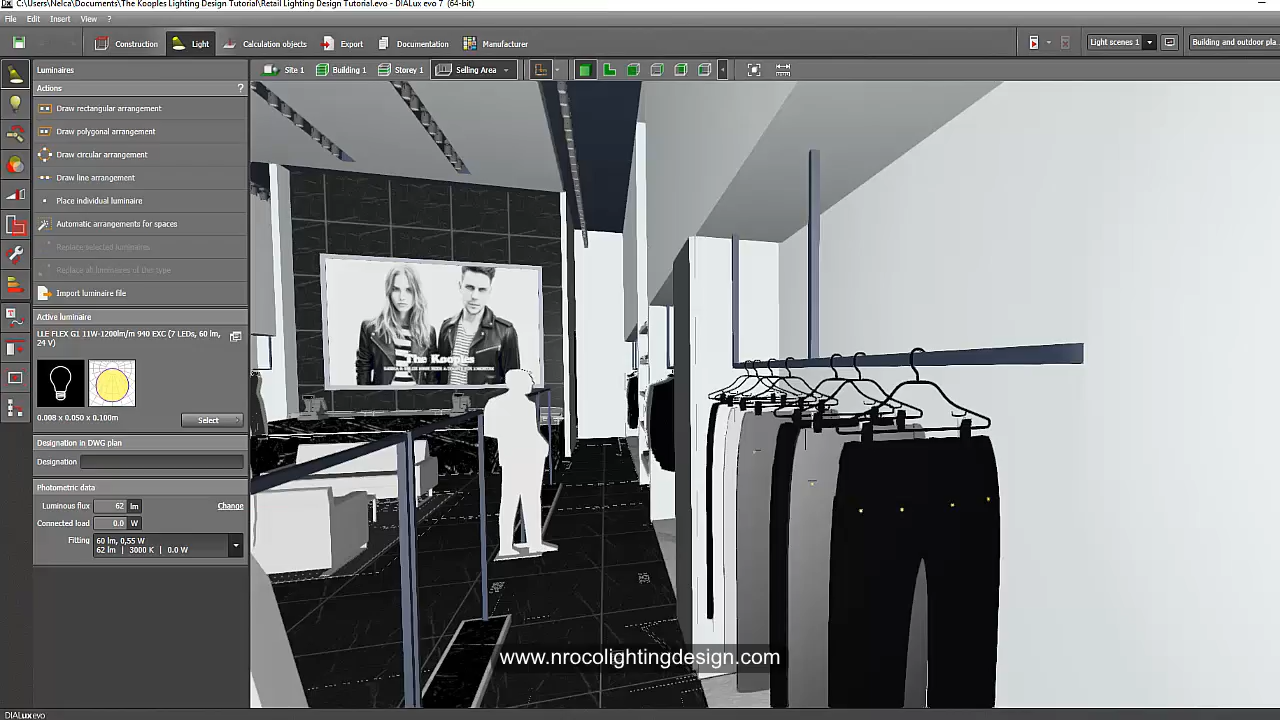 C:\Users\Nelca\Documents\The Kooples Lighting Design Tutorial\Retail Lighting Design Tutorial.evo - DIALux evo 7 (64-bit)
File Edit Insert View ?
Construction Light Calculation objects Export Documentation Manufacturer Light scenes 1 Building and outdoor pla
Luminaires Site 1 Building 1 Storey 1 Selling Area
Actions ?
Draw rectangular arrangement
Draw polygonal arrangement
Draw circular arrangement
Draw line arrangement
Place individual luminaire
Automatic arrangements for spaces
Replace selected luminaires
Replace all luminaires of this type
Import luminaire file
Active luminaire
LLE FLEX G1 11W-1200lm/m 940 EXC (7 LEDs, 60 lm,
24 V)
0.008 x 0.050 x 0.100m
Select
Designation in DWG plan
Designation
Photometric data
Luminous flux 62 lm Change
Connected load 0.0 W
Fitting 60 lm, 0,55 W
62 lm | 3000 K | 0.0 W
The Kooples
www.nrocolightingdesign.com
DIALux evo